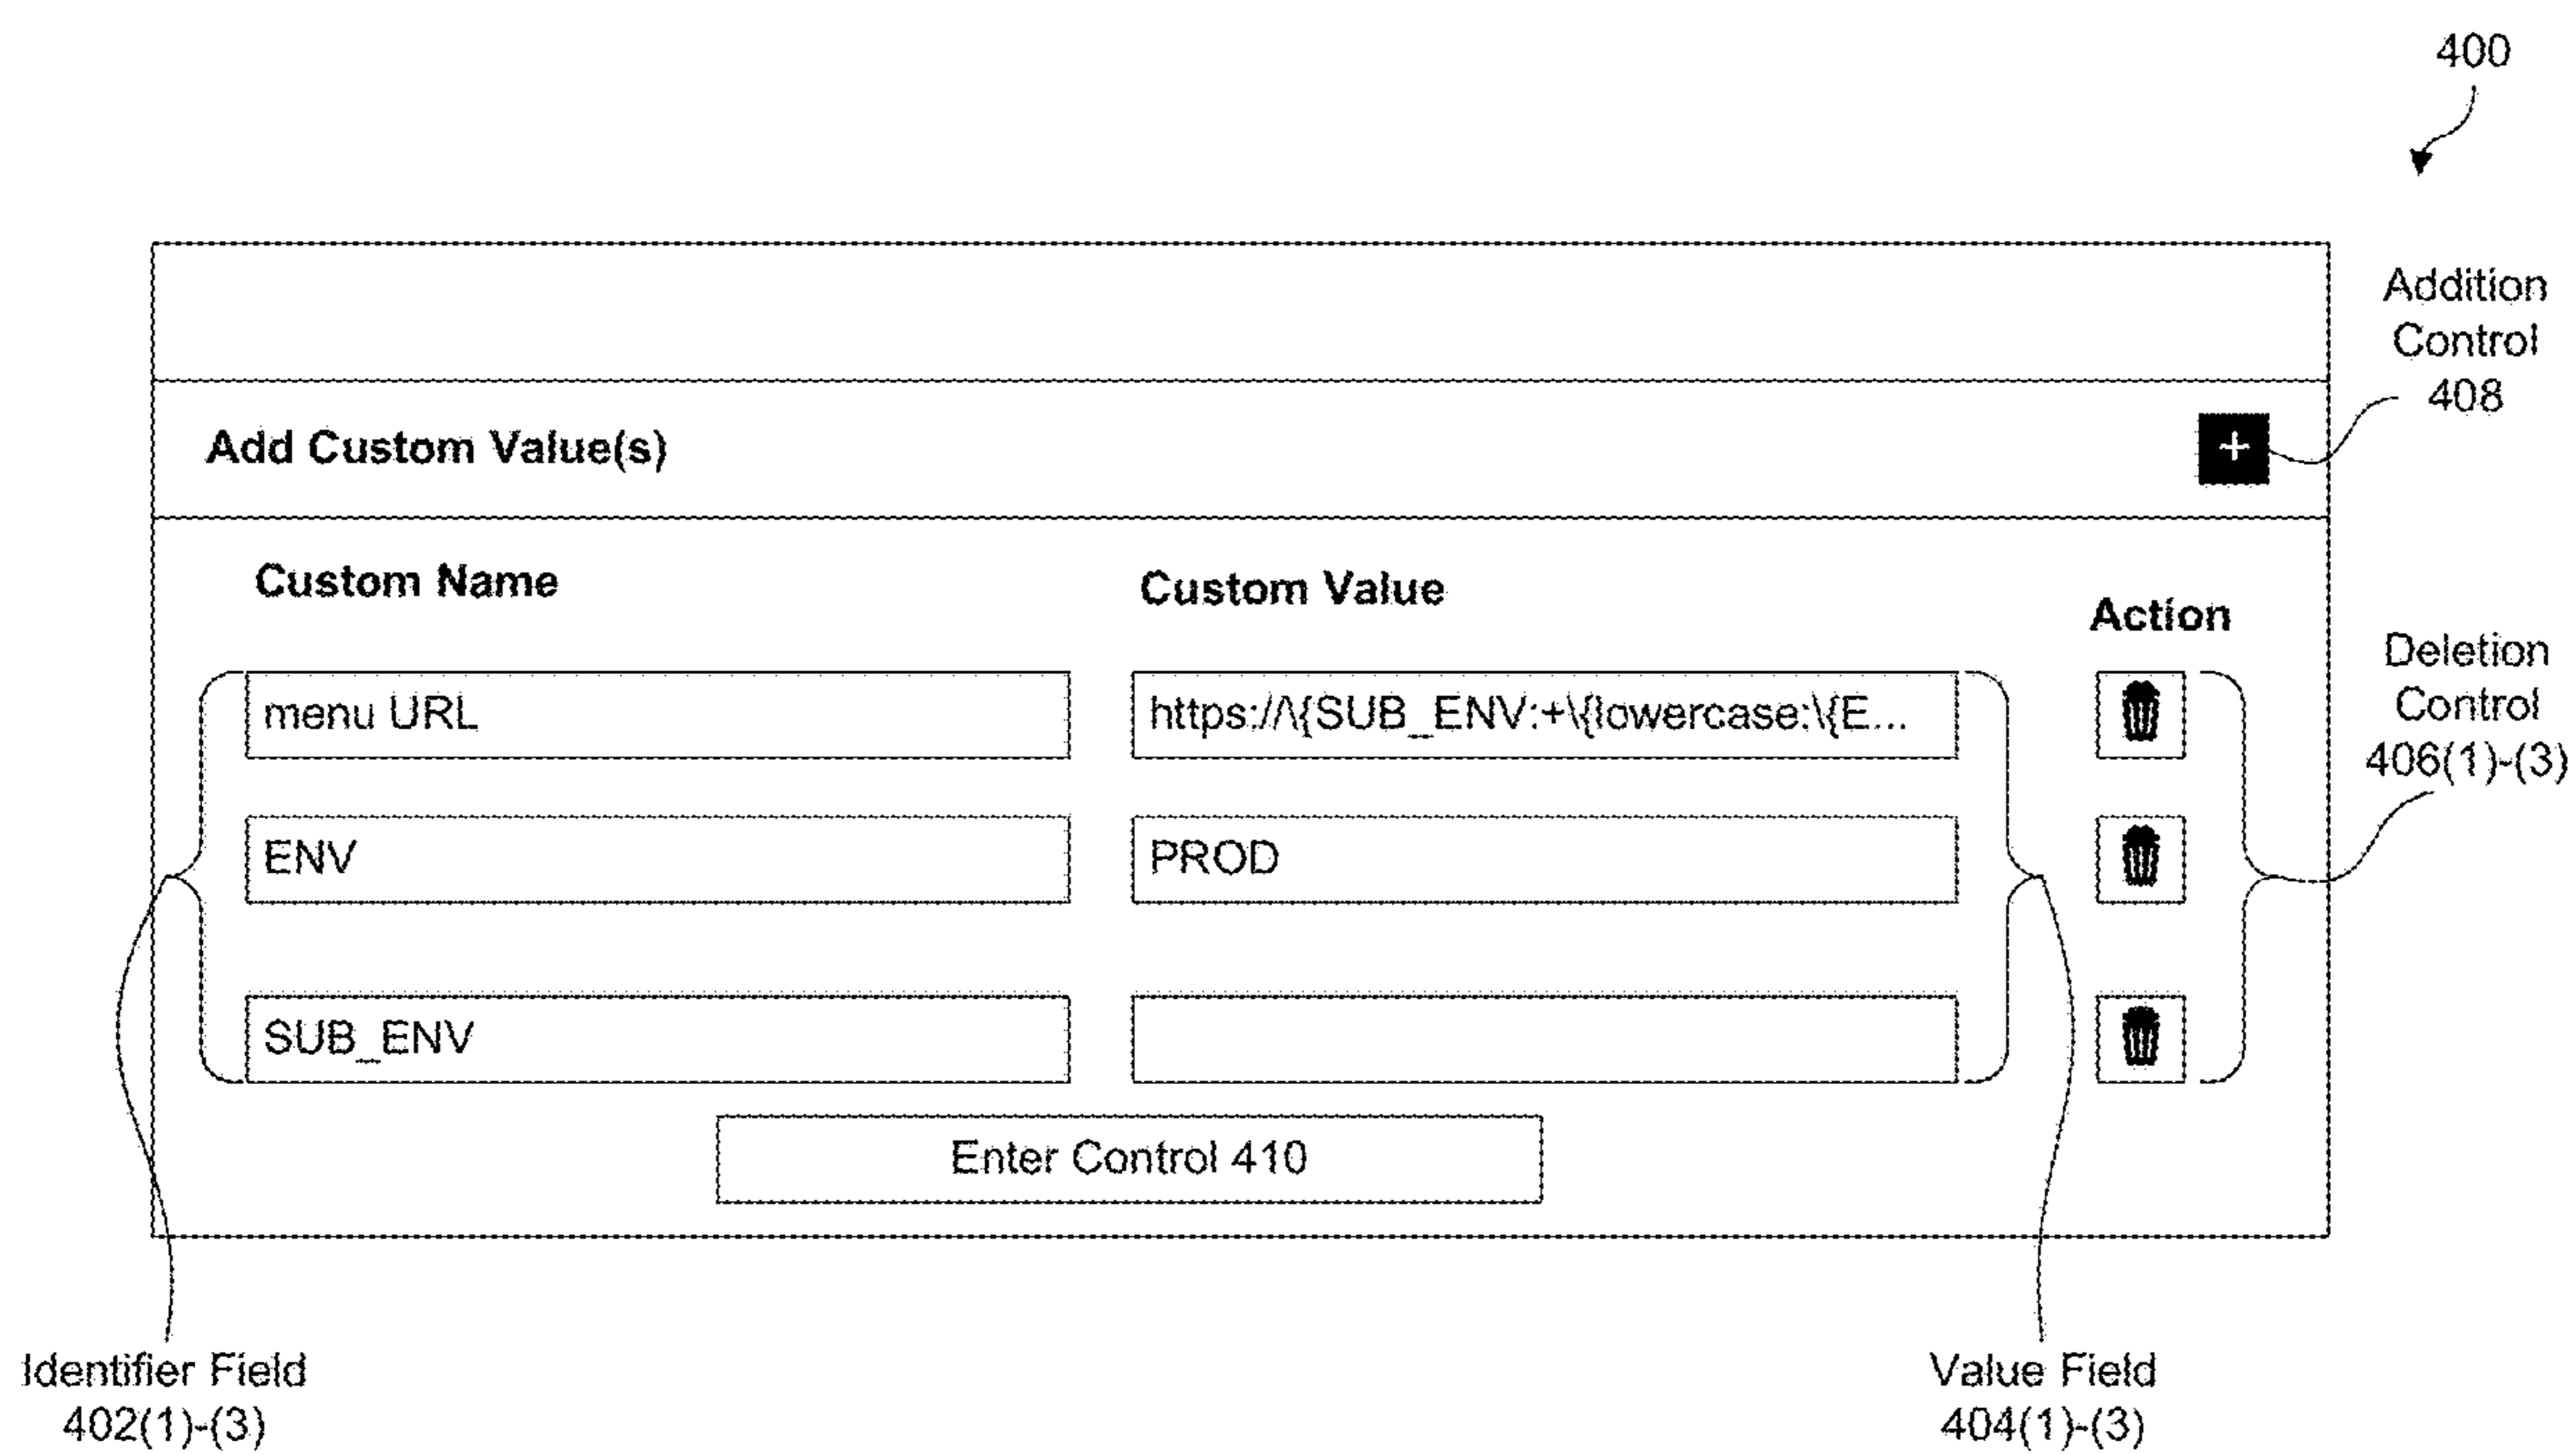 400
Addition
Control
408
Add Custom Value(s)
+
Custom Name
Custom Value
Action
Deletion
Control
406(1)-(3)
menu URL
https://\{SUB_ENV:+\{lowercase:\{E...
ENV
PROD
SUB_ENV
Enter Control 410
Identifier Field
402(1)-(3)
Value Field
404(1)-(3)